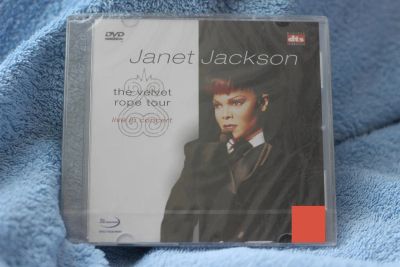 DVD
dts
Janet Jackson
the velvet
rope tour
live in concert